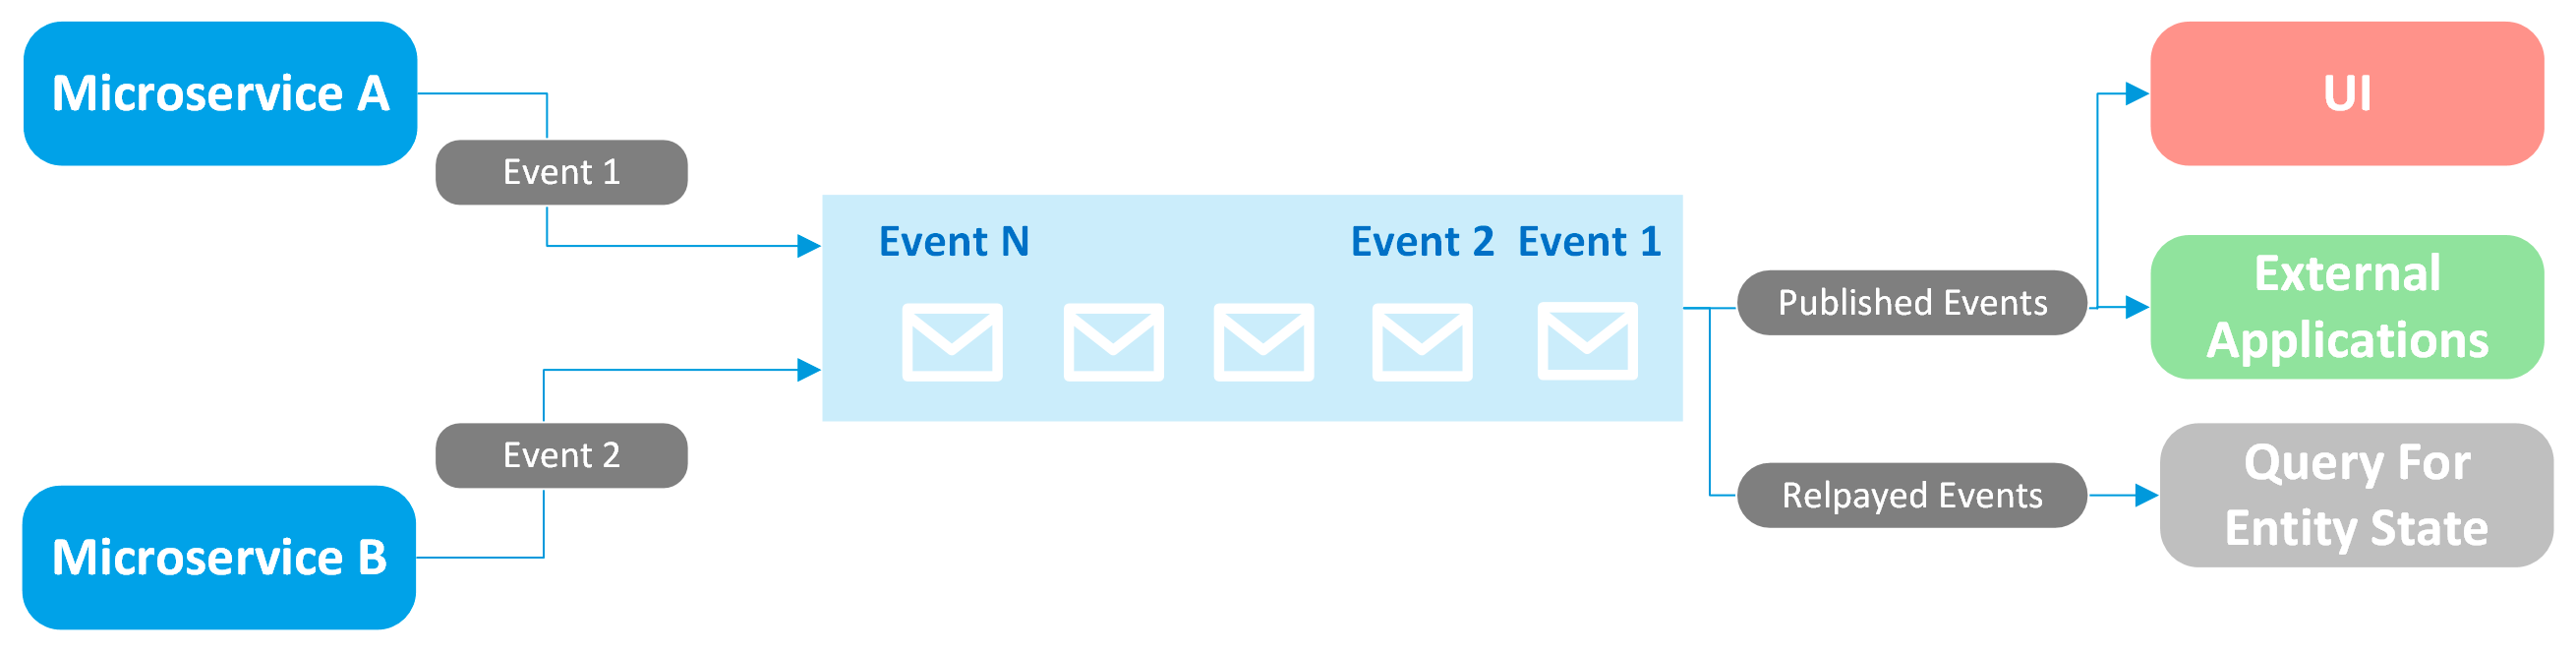 Microservice A
Event 1
Event 2
Microservice B
Event N
Event 2
Event 1
Published Events
Relpayed Events
UI
External
Applications
Query For
Entity State